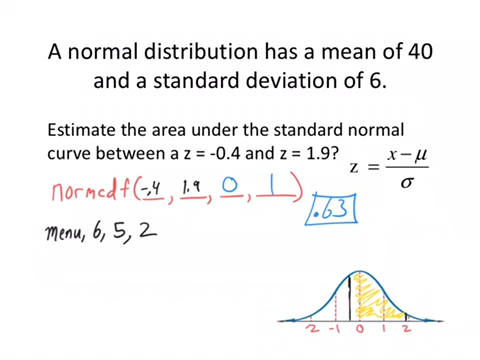 A normal distribution has a mean of 40
and a standard deviation of 6.
Estimate the area under the standard normal
curve between a z = -0.4 and z = 1.9?
z = x − μ / σ
normcdf(-.4, 1.9, 0, 1)
.63
menu, 6, 5, 2
-2 -1 0 1 2